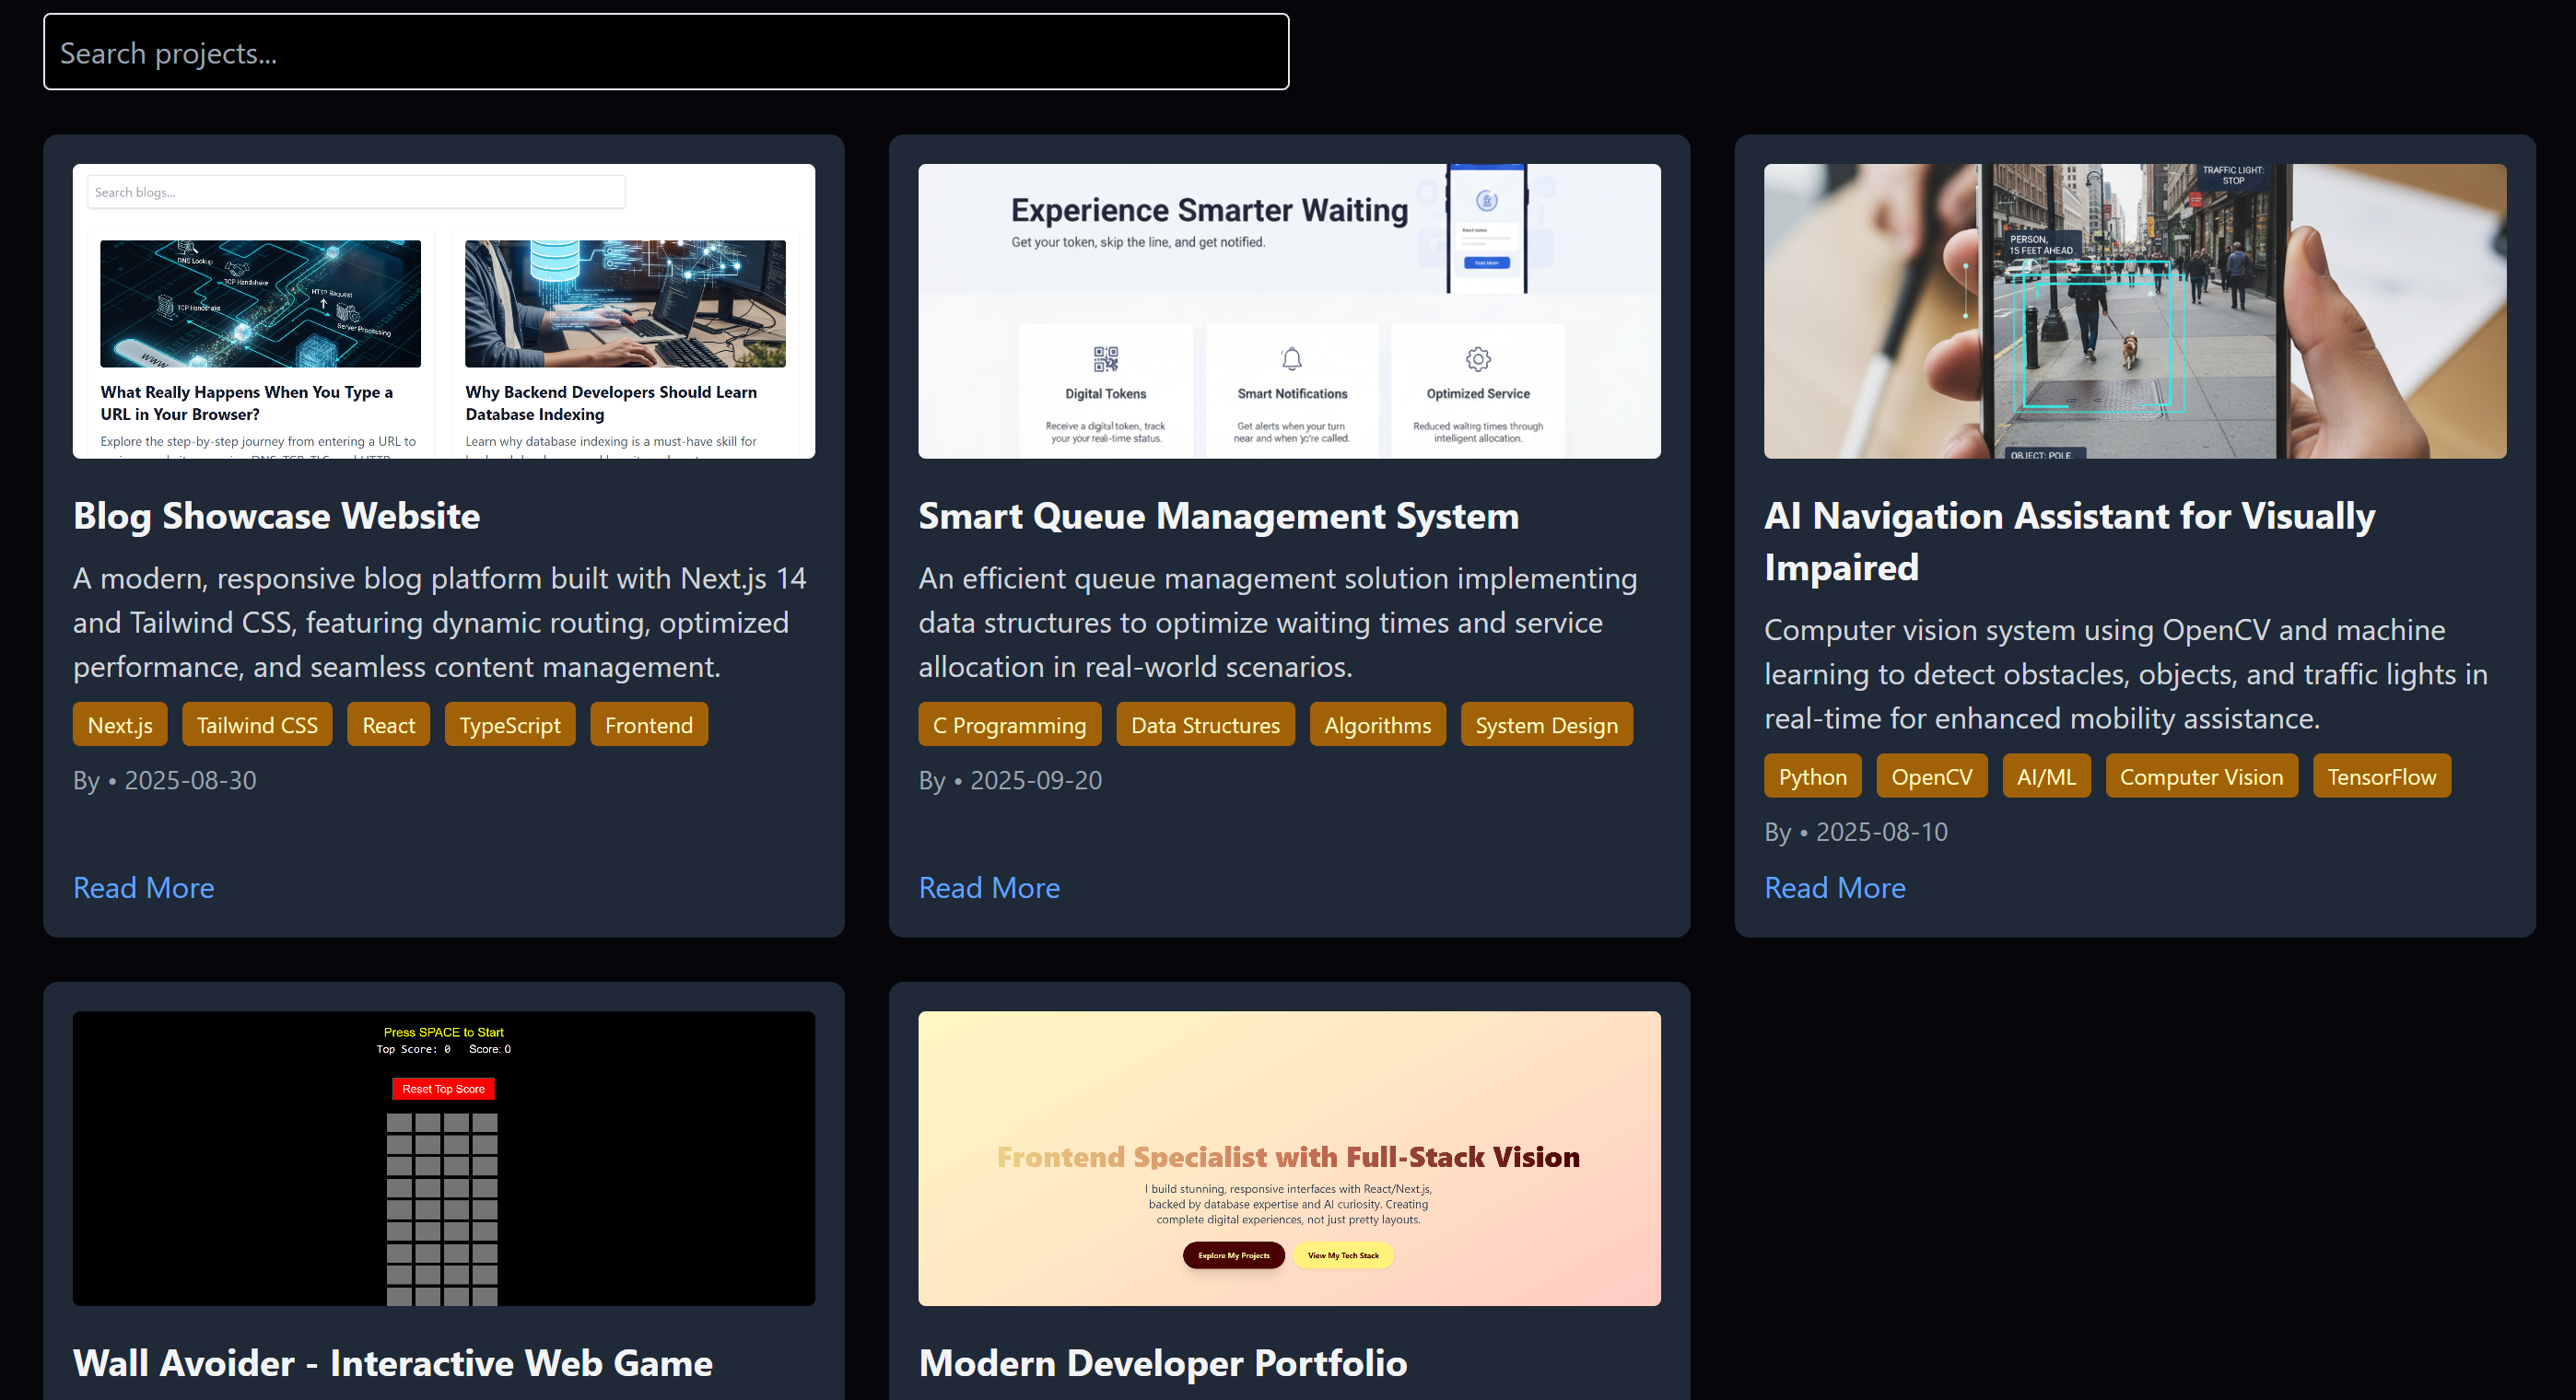 Search projects...
Search blogs...
DNS Lookup
TCP Handshake
HTTP Request
TCP Handshake
Server Processing
www
What Really Happens When You Type a
URL in Your Browser?
Explore the step-by-step journey from entering a URL to
Why Backend Developers Should Learn
Database Indexing
Learn why database indexing is a must-have skill for
Blog Showcase Website
A modern, responsive blog platform built with Next.js 14
and Tailwind CSS, featuring dynamic routing, optimized
performance, and seamless content management.
Next.js Tailwind CSS React TypeScript Frontend
By • 2025-08-30
Read More
Experience Smarter Waiting
Get your token, skip the line, and get notified.
Digital Tokens
Receive a digital token, track
your your real-time status.
Smart Notifications
Get alerts when your turn
near and when yo're called.
Optimized Service
Reduced waiting times through
intelligent allocation.
Smart Queue Management System
An efficient queue management solution implementing
data structures to optimize waiting times and service
allocation in real-world scenarios.
C Programming Data Structures Algorithms System Design
By • 2025-09-20
Read More
TRAFFIC LIGHT:
STOP
PERSON,
15 FEET AHEAD
OBJECT: POLE,
AI Navigation Assistant for Visually
Impaired
Computer vision system using OpenCV and machine
learning to detect obstacles, objects, and traffic lights in
real-time for enhanced mobility assistance.
Python OpenCV AI/ML Computer Vision TensorFlow
By • 2025-08-10
Read More
Press SPACE to Start
Top Score: 0 Score: 0
Reset Top Score
Wall Avoider - Interactive Web Game
Frontend Specialist with Full-Stack Vision
I build stunning, responsive interfaces with React/Next.js,
backed by database expertise and AI curiosity. Creating
complete digital experiences, not just pretty layouts.
Explore My Projects View My Tech Stack
Modern Developer Portfolio